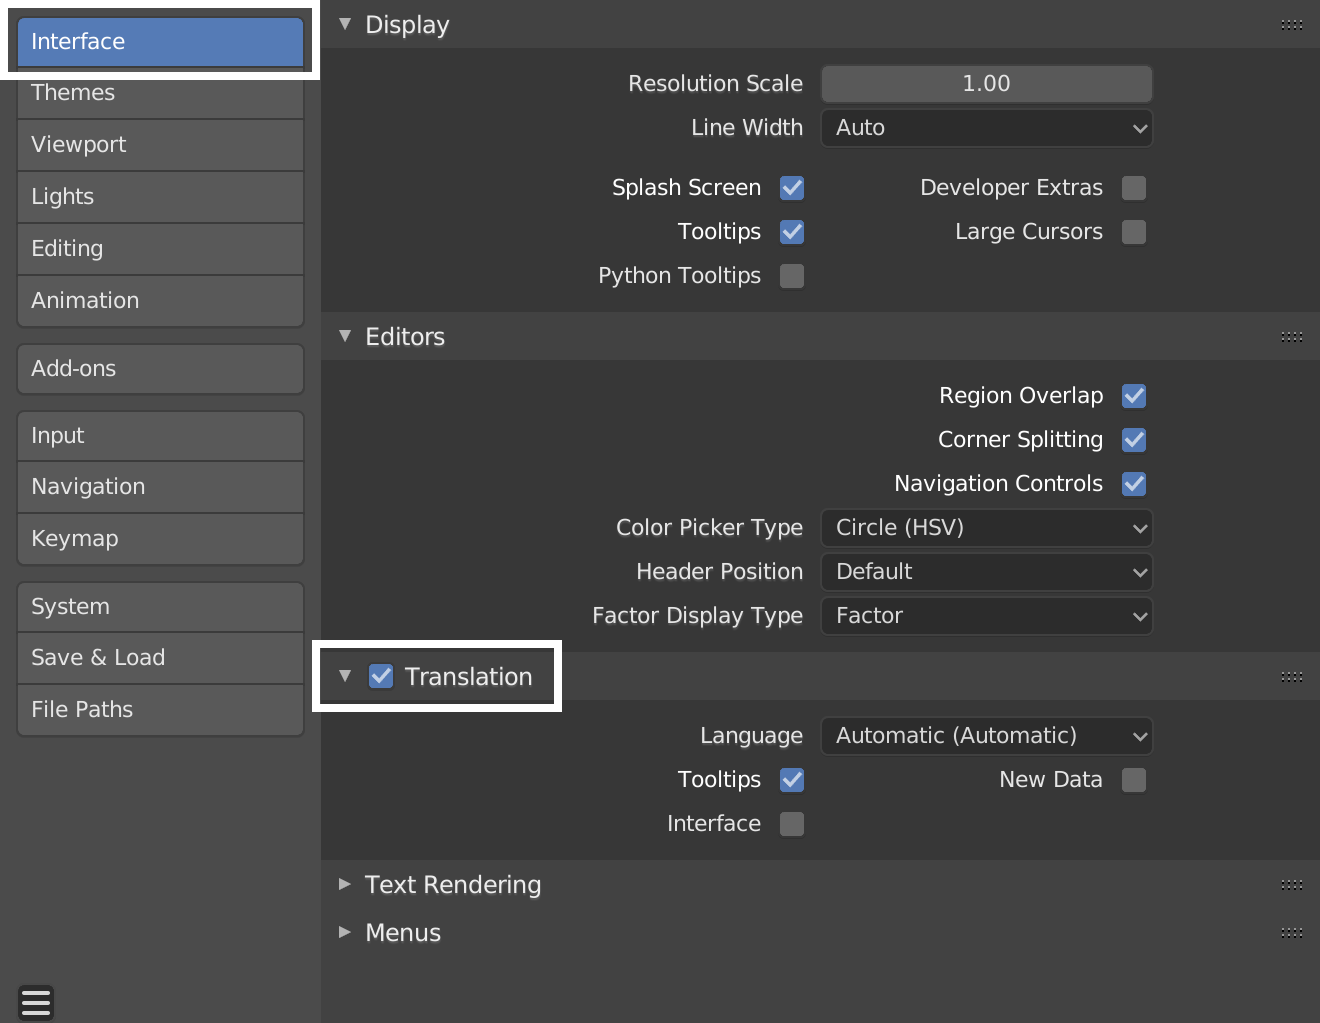 Interface
Themes
Viewport
Lights
Editing
Animation
Add-ons
Input
Navigation
Keymap
System
Save & Load
File Paths
Display
Resolution Scale 1.00
Line Width Auto
Splash Screen Developer Extras
Tooltips Large Cursors
Python Tooltips
Editors
Region Overlap
Corner Splitting
Navigation Controls
Color Picker Type Circle (HSV)
Header Position Default
Factor Display Type Factor
Translation
Language Automatic (Automatic)
Tooltips New Data
Interface
Text Rendering
Menus